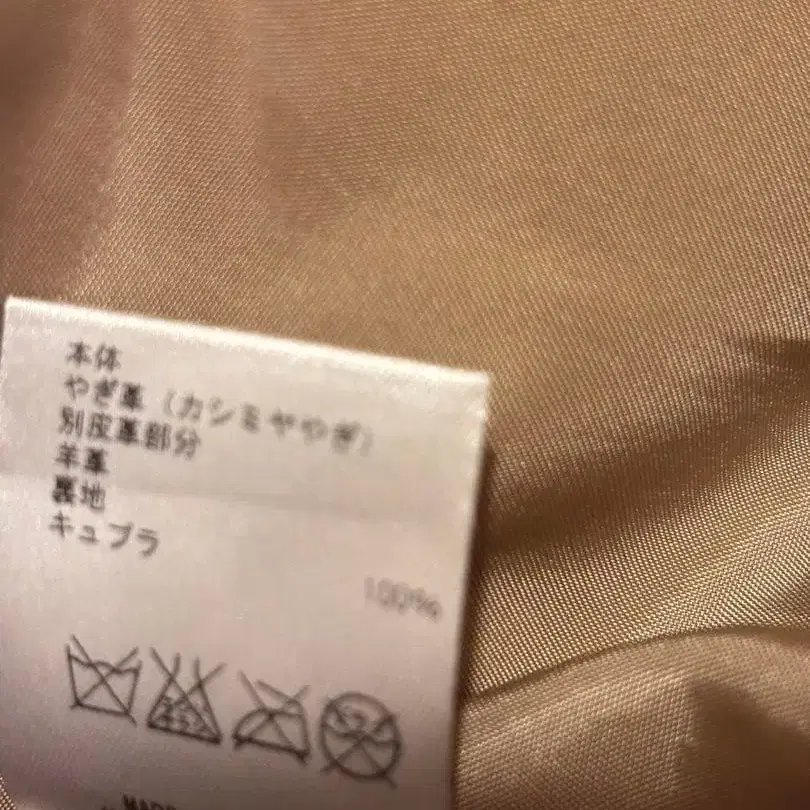 本体
やぎ革 (カシミヤやぎ)
別皮革部分
羊革
裏地
キュプラ
100%